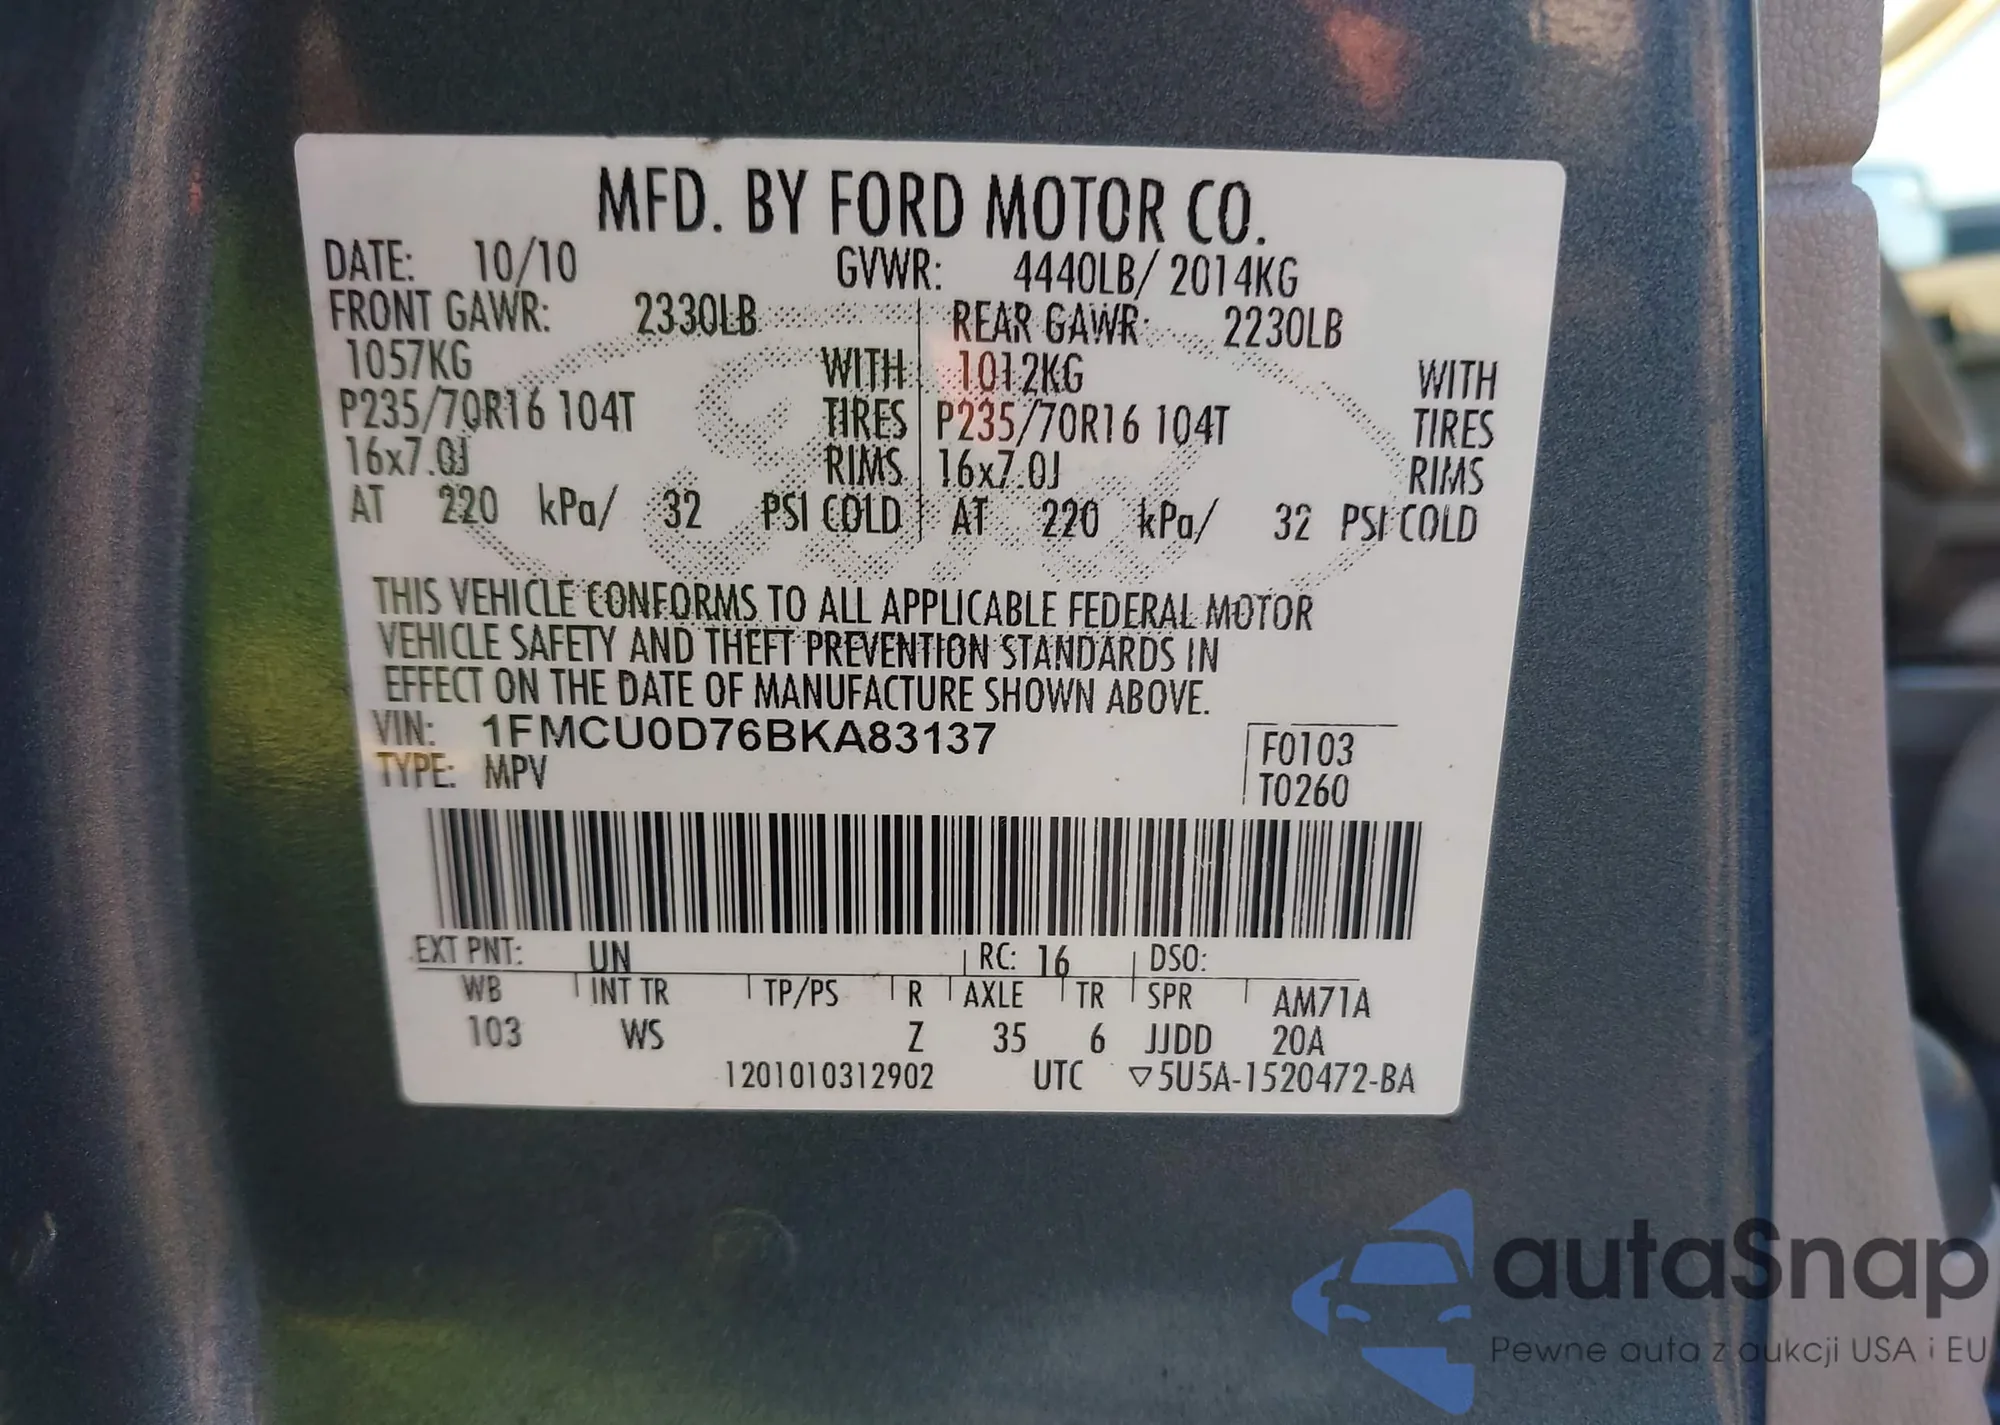 MFD. BY FORD MOTOR CO.
DATE: 10/10 GVWR: 4440LB/ 2014KG
FRONT GAWR: 2330LB REAR GAWR: 2230LB
1057KG WITH 1012KG WITH
P235/70R16 104T TIRES P235/70R16 104T TIRES
16x7.0J RIMS 16x7.0J RIMS
AT 220 kPa/ 32 PSI COLD AT 220 kPa/ 32 PSI COLD
THIS VEHICLE CONFORMS TO ALL APPLICABLE FEDERAL MOTOR
VEHICLE SAFETY AND THEFT PREVENTION STANDARDS IN
EFFECT ON THE DATE OF MANUFACTURE SHOWN ABOVE.
VIN: 1FMCU0D76BKA83137 F0103
TYPE: MPV T0260
EXT PNT: UN RC: 16 DSO:
WB INT TR TP/PS R AXLE TR SPR AM71A
103 WS Z 35 6 JJDD 20A
1201010312902 UTC ▽5U5A-1520472-BA
autaSnap
Pewne auta z aukcji USA i EU